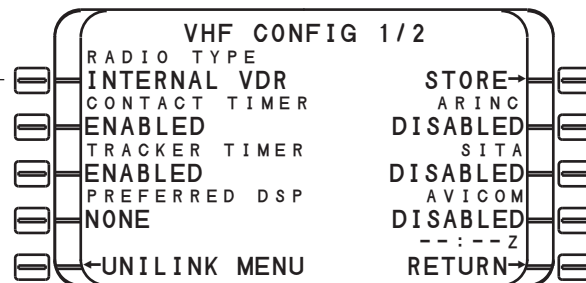 VHF CONFIG 1/2
RADIO TYPE
INTERNAL VDR STORE→
CONTACT TIMER ARINC
ENABLED DISABLED
TRACKER TIMER SITA
ENABLED DISABLED
PREFERRED DSP AVICOM
NONE DISABLED
--:--Z
←UNILINK MENU RETURN→